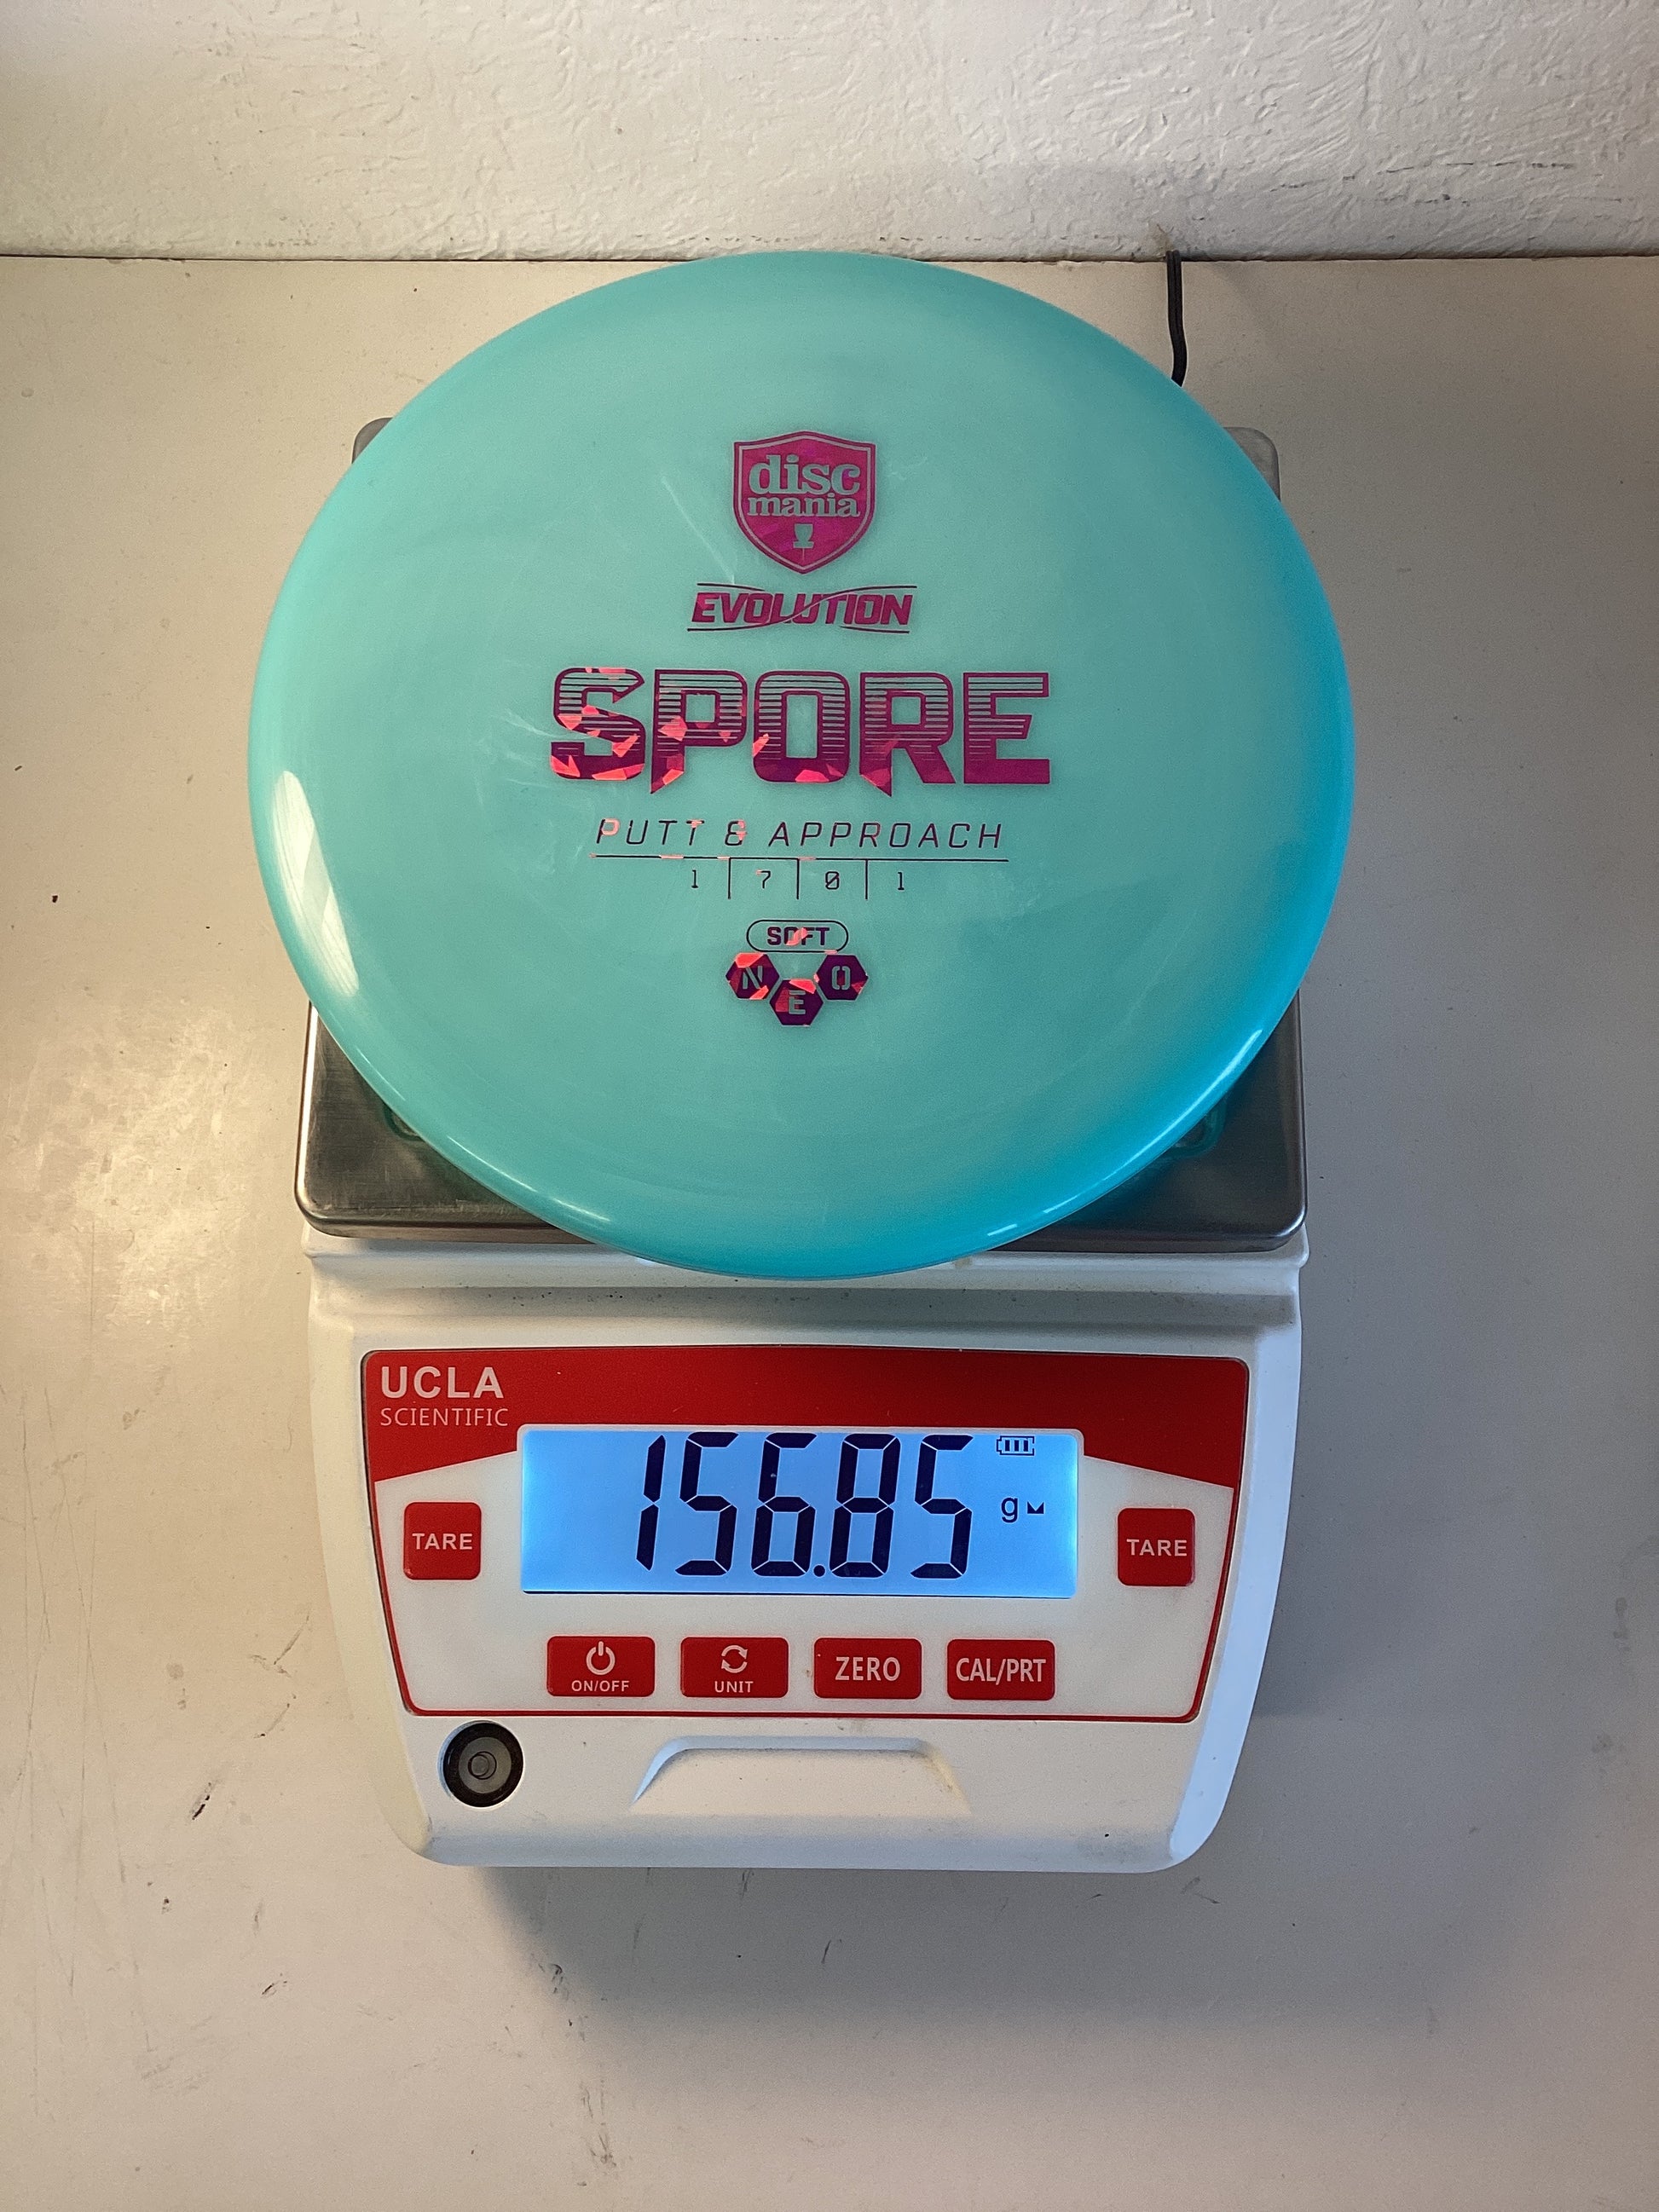 disc
mania
EVOLUTION
SPORE
PUTT & APPROACH
1 7 0 1
SOFT
NEO
UCLA
SCIENTIFIC
156.85 g
TARE
TARE
ON/OFF
UNIT
ZERO
CAL/PRT